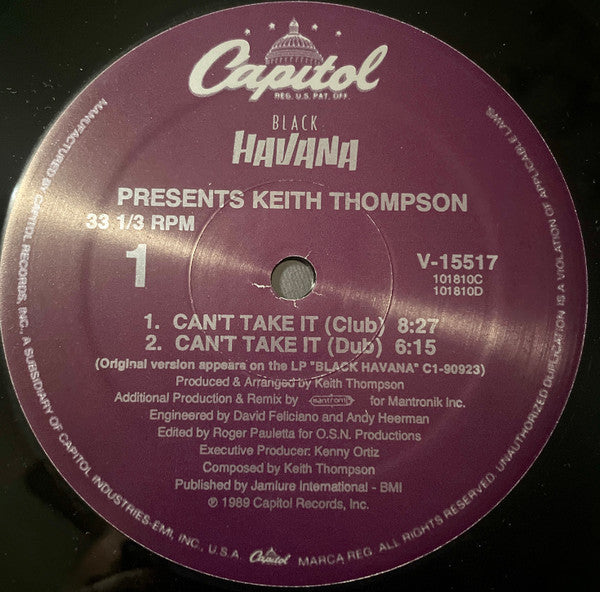 Capitol
REG. U.S. PAT. OFF.
BLACK
HAVANA
PRESENTS KEITH THOMPSON
33 1/3 RPM
1
V-15517
101810C
101810D
1. CAN'T TAKE IT (Club) 8:27
2. CAN'T TAKE IT (Dub) 6:15
(Original version appears on the LP "BLACK HAVANA" C1-90923)
Produced & Arranged by Keith Thompson
Additional Production & Remix by mantronik for Mantronik Inc.
Engineered by David Feliciano and Andy Heerman
Edited by Roger Pauletta for O.S.N. Productions
Executive Producer: Kenny Ortiz
Composed by Keith Thompson
Published by Jamlure International - BMI
℗ 1989 Capitol Records, Inc.
MANUFACTURED BY CAPITOL RECORDS, INC., A SUBSIDIARY OF CAPITOL INDUSTRIES-EMI, INC., U.S.A. Capitol MARCA REG. ALL RIGHTS RESERVED. UNAUTHORIZED DUPLICATION IS A VIOLATION OF APPLICABLE LAWS.